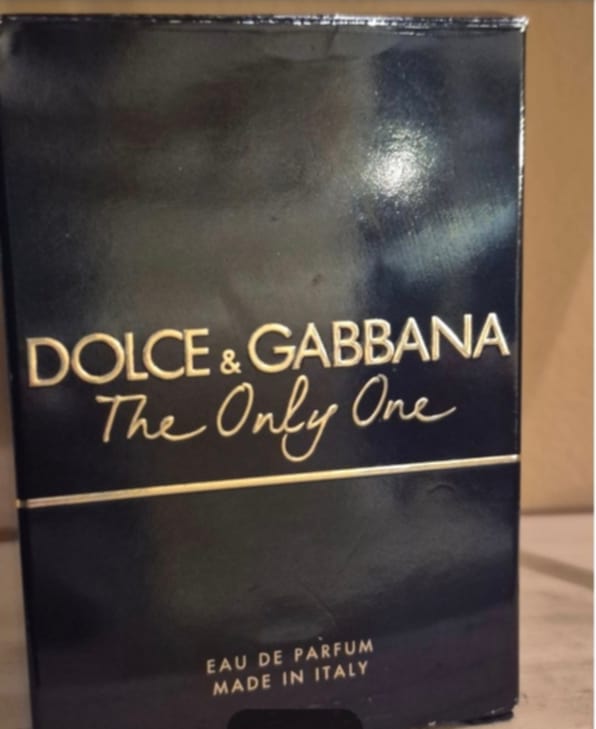 DOLCE & GABBANA
The Only One
EAU DE PARFUM
MADE IN ITALY